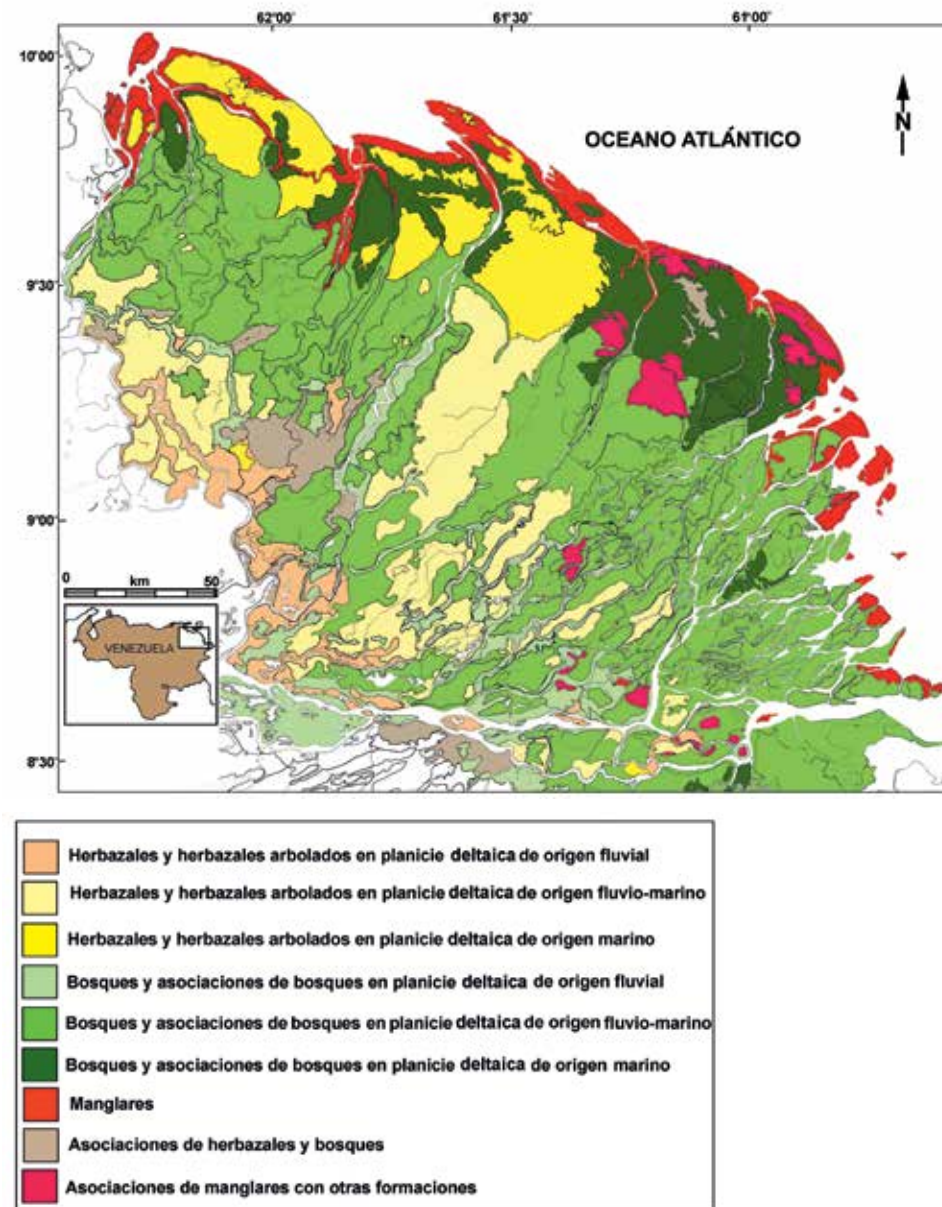 62°00' 61°30' 61°00'
10°00'
N
OCEANO ATLÁNTICO
9°30'
9°00'
0 km 50
VENEZUELA
8°30'
Herbazales y herbazales arbolados en planicie deltaica de origen fluvial
Herbazales y herbazales arbolados en planicie deltaica de origen fluvio-marino
Herbazales y herbazales arbolados en planicie deltaica de origen marino
Bosques y asociaciones de bosques en planicie deltaica de origen fluvial
Bosques y asociaciones de bosques en planicie deltaica de origen fluvio-marino
Bosques y asociaciones de bosques en planicie deltaica de origen marino
Manglares
Asociaciones de herbazales y bosques
Asociaciones de manglares con otras formaciones